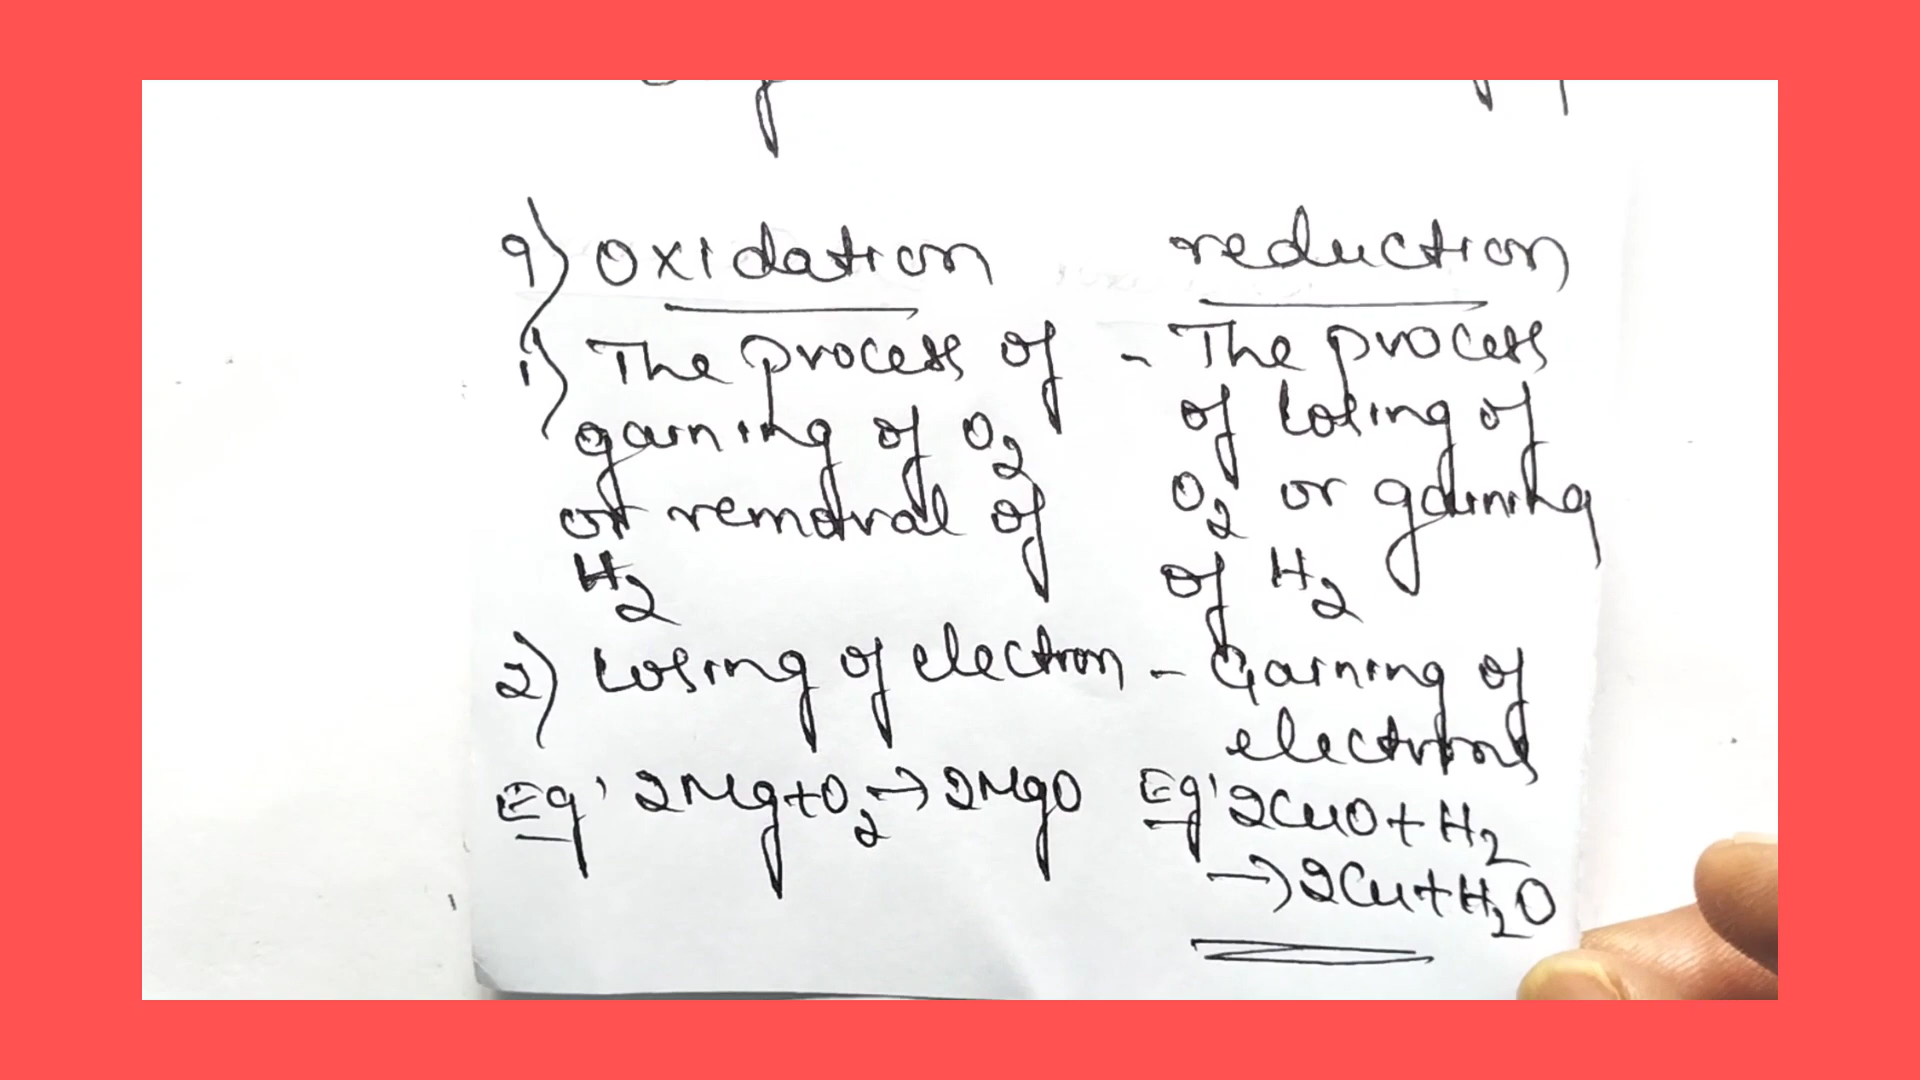 9) Oxidation reduction
1) The process of - The process
gaining of O2 of losing of
or removal of O2 or gaining
H2 of H2
2) Losing of electron - Gaining of
electrons
Eg' 2Mg+O2→2MgO Eg' 2CuO+H2
→2Cu+H2O